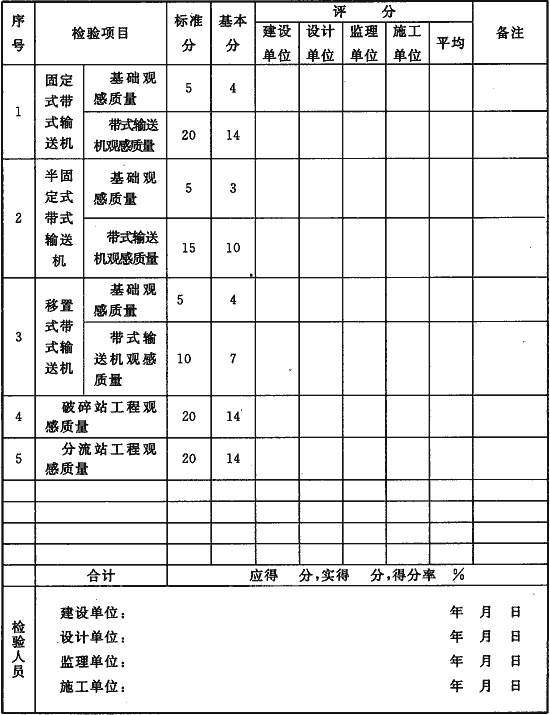 序号 检验项目 标准分 基本分 评 分 备注
建设单位 设计单位 监理单位 施工单位 平均
1 固定式带式输送机 基础观感质量 5 4
带式输送机观感质量 20 14
2 半固定式带式输送机 基础观感质量 5 3
带式输送机观感质量 15 10
3 移置式带式输送机 基础观感质量 5 4
带式输送机观感质量 10 7
4 破碎站工程观感质量 20 14
5 分流站工程观感质量 20 14
合计 应得 分,实得 分,得分率 %
检验人员
建设单位: 年 月 日
设计单位: 年 月 日
监理单位: 年 月 日
施工单位: 年 月 日